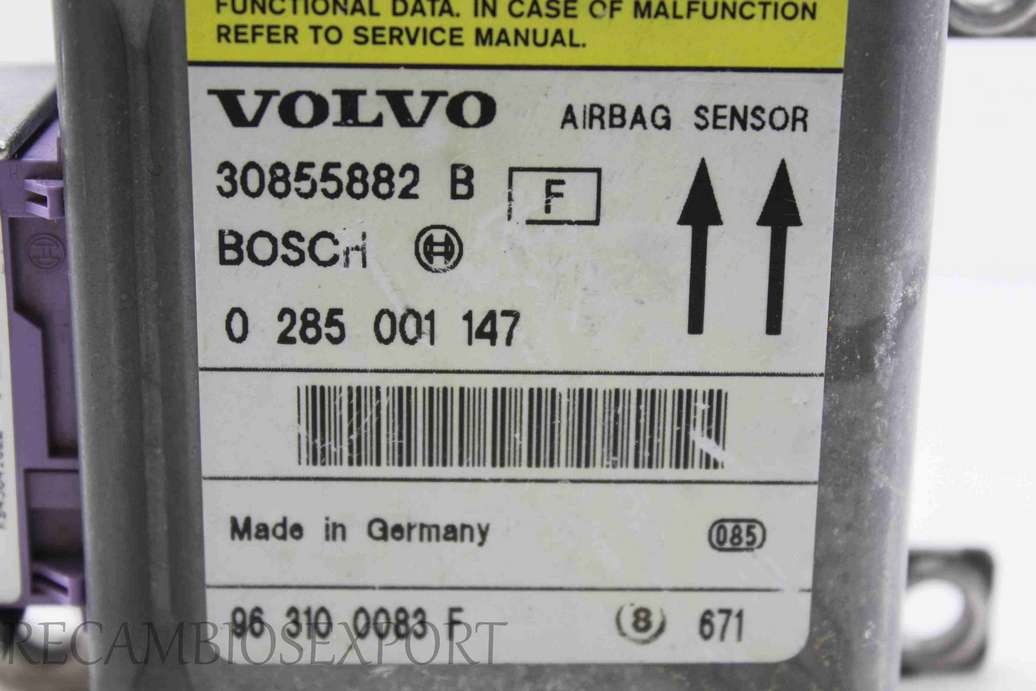 FUNCTIONAL DATA. IN CASE OF MALFUNCTION
REFER TO SERVICE MANUAL.
VOLVO AIRBAG SENSOR
30855882 B F
BOSCH
0 285 001 147
Made in Germany 085
96 310 0083 F 8 671
RECAMBIOSEXPORT